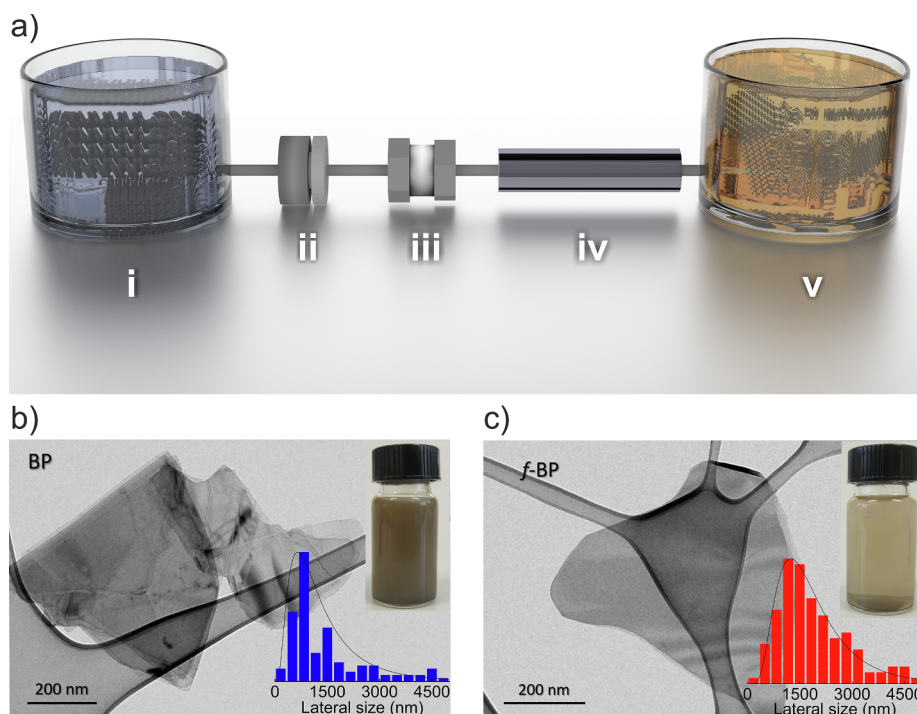 a)
i
ii
iii
iv
v
b)
c)
BP
ƒ-BP
200 nm
0 1500 3000 4500
Lateral size (nm)
200 nm
0 1500 3000 4500
Lateral size (nm)